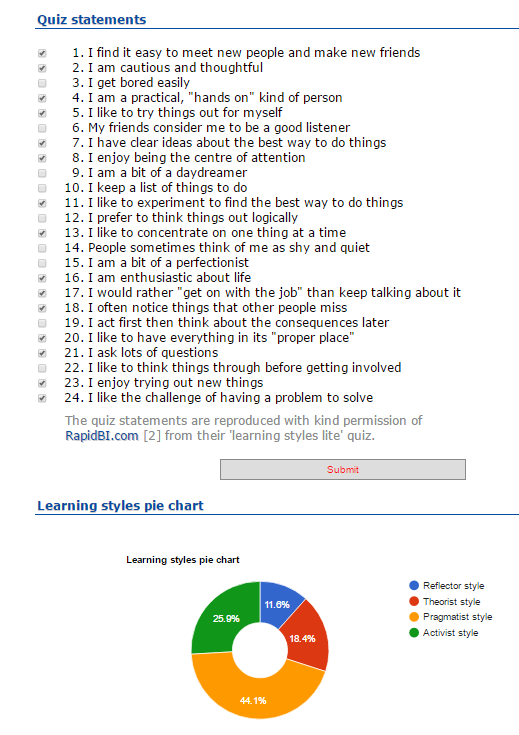 Quiz statements
1. I find it easy to meet new people and make new friends
2. I am cautious and thoughtful
3. I get bored easily
4. I am a practical, "hands on" kind of person
5. I like to try things out for myself
6. My friends consider me to be a good listener
7. I have clear ideas about the best way to do things
8. I enjoy being the centre of attention
9. I am a bit of a daydreamer
10. I keep a list of things to do
11. I like to experiment to find the best way to do things
12. I prefer to think things out logically
13. I like to concentrate on one thing at a time
14. People sometimes think of me as shy and quiet
15. I am a bit of a perfectionist
16. I am enthusiastic about life
17. I would rather "get on with the job" than keep talking about it
18. I often notice things that other people miss
19. I act first then think about the consequences later
20. I like to have everything in its "proper place"
21. I ask lots of questions
22. I like to think things through before getting involved
23. I enjoy trying out new things
24. I like the challenge of having a problem to solve
The quiz statements are reproduced with kind permission of
RapidBI.com [2] from their 'learning styles lite' quiz.
Submit
Learning styles pie chart
Learning styles pie chart
11.6%
18.4%
44.1%
25.9%
Reflector style
Theorist style
Pragmatist style
Activist style